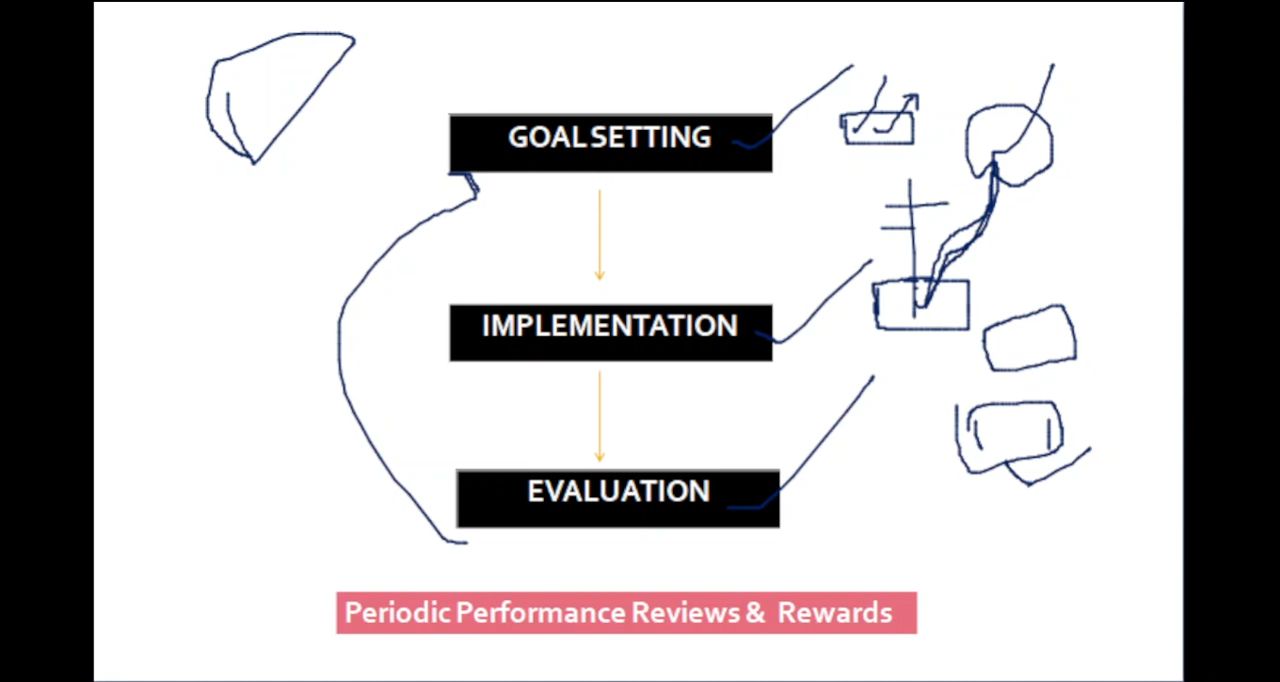 GOAL SETTING
IMPLEMENTATION
EVALUATION
Periodic Performance Reviews & Rewards